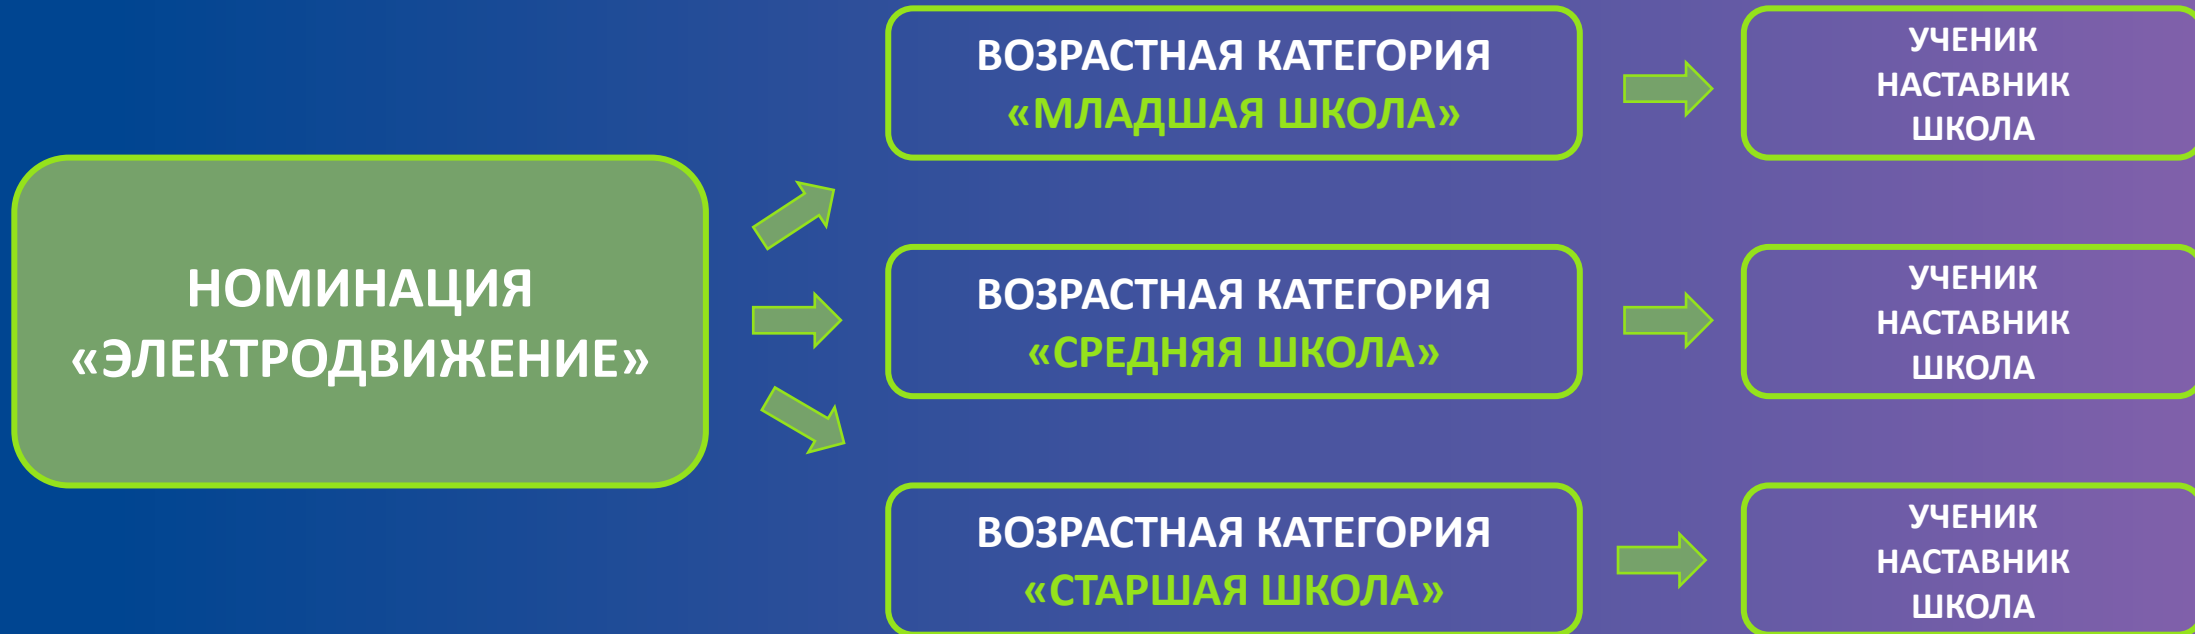 НОМИНАЦИЯ
«ЭЛЕКТРОДВИЖЕНИЕ»
ВОЗРАСТНАЯ КАТЕГОРИЯ
«МЛАДШАЯ ШКОЛА»
УЧЕНИК
НАСТАВНИК
ШКОЛА
ВОЗРАСТНАЯ КАТЕГОРИЯ
«СРЕДНЯЯ ШКОЛА»
УЧЕНИК
НАСТАВНИК
ШКОЛА
ВОЗРАСТНАЯ КАТЕГОРИЯ
«СТАРШАЯ ШКОЛА»
УЧЕНИК
НАСТАВНИК
ШКОЛА